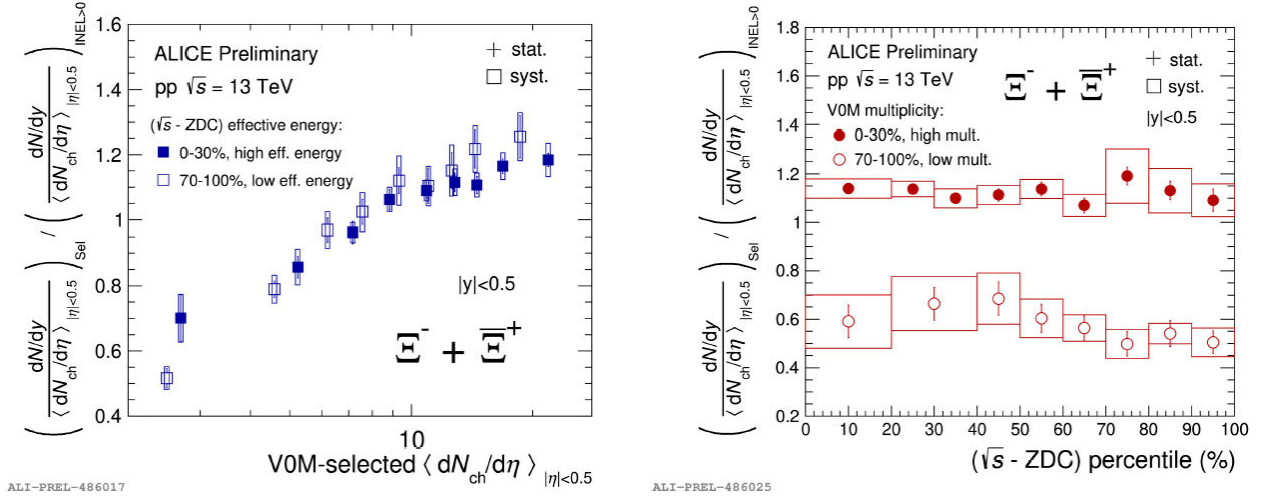 ALICE Preliminary
pp √s = 13 TeV
(√s - ZDC) effective energy:
0-30%, high eff. energy
70-100%, low eff. energy
stat.
syst.
|y|<0.5
Ξ⁻ + Ξ̅⁺
1.6
1.4
1.2
1
0.8
0.6
0.4
10
V0M-selected ⟨ dN_ch/dη ⟩ |η|<0.5
( dN/dy / ⟨ dN_ch/dη ⟩ |η|<0.5 ) Sel / ( dN/dy / ⟨ dN_ch/dη ⟩ |η|<0.5 ) INEL>0
ALI-PREL-486017
ALICE Preliminary
pp √s = 13 TeV
V0M multiplicity:
0-30%, high mult.
70-100%, low mult.
Ξ⁻ + Ξ̅⁺
stat.
syst.
|y|<0.5
1.8
1.6
1.4
1.2
1
0.8
0.6
0.4
0.2
0 10 20 30 40 50 60 70 80 90 100
(√s - ZDC) percentile (%)
( dN/dy / ⟨ dN_ch/dη ⟩ |η|<0.5 ) Sel / ( dN/dy / ⟨ dN_ch/dη ⟩ |η|<0.5 ) INEL>0
ALI-PREL-486025